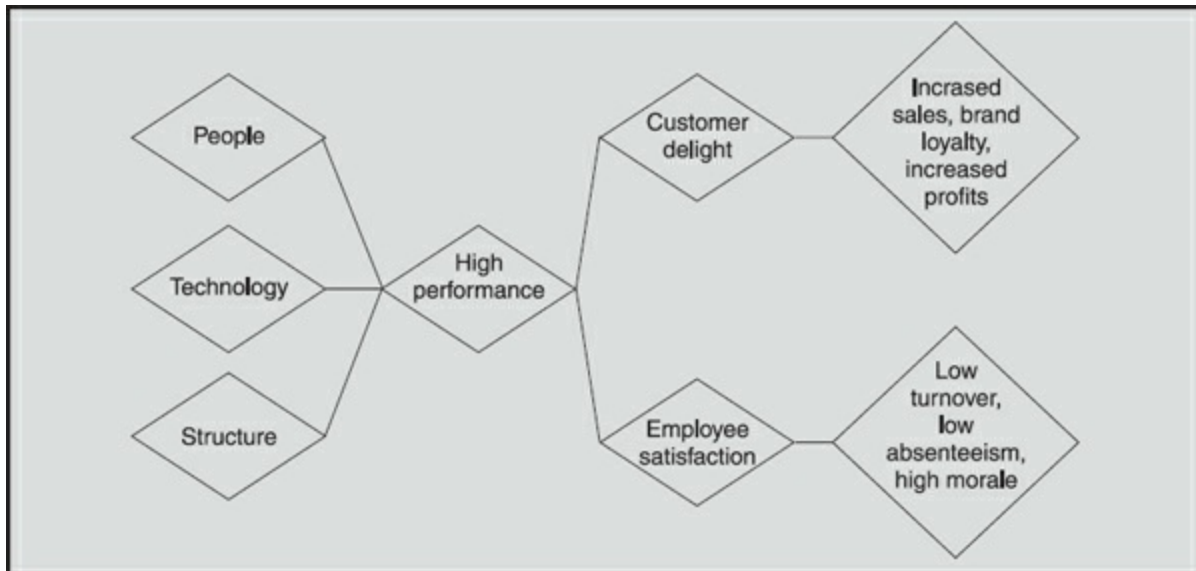 People
Technology
Structure
High
performance
Customer
delight
Incrased
sales, brand
loyalty,
increased
profits
Employee
satisfaction
Low
turnover,
low
absenteeism,
high morale